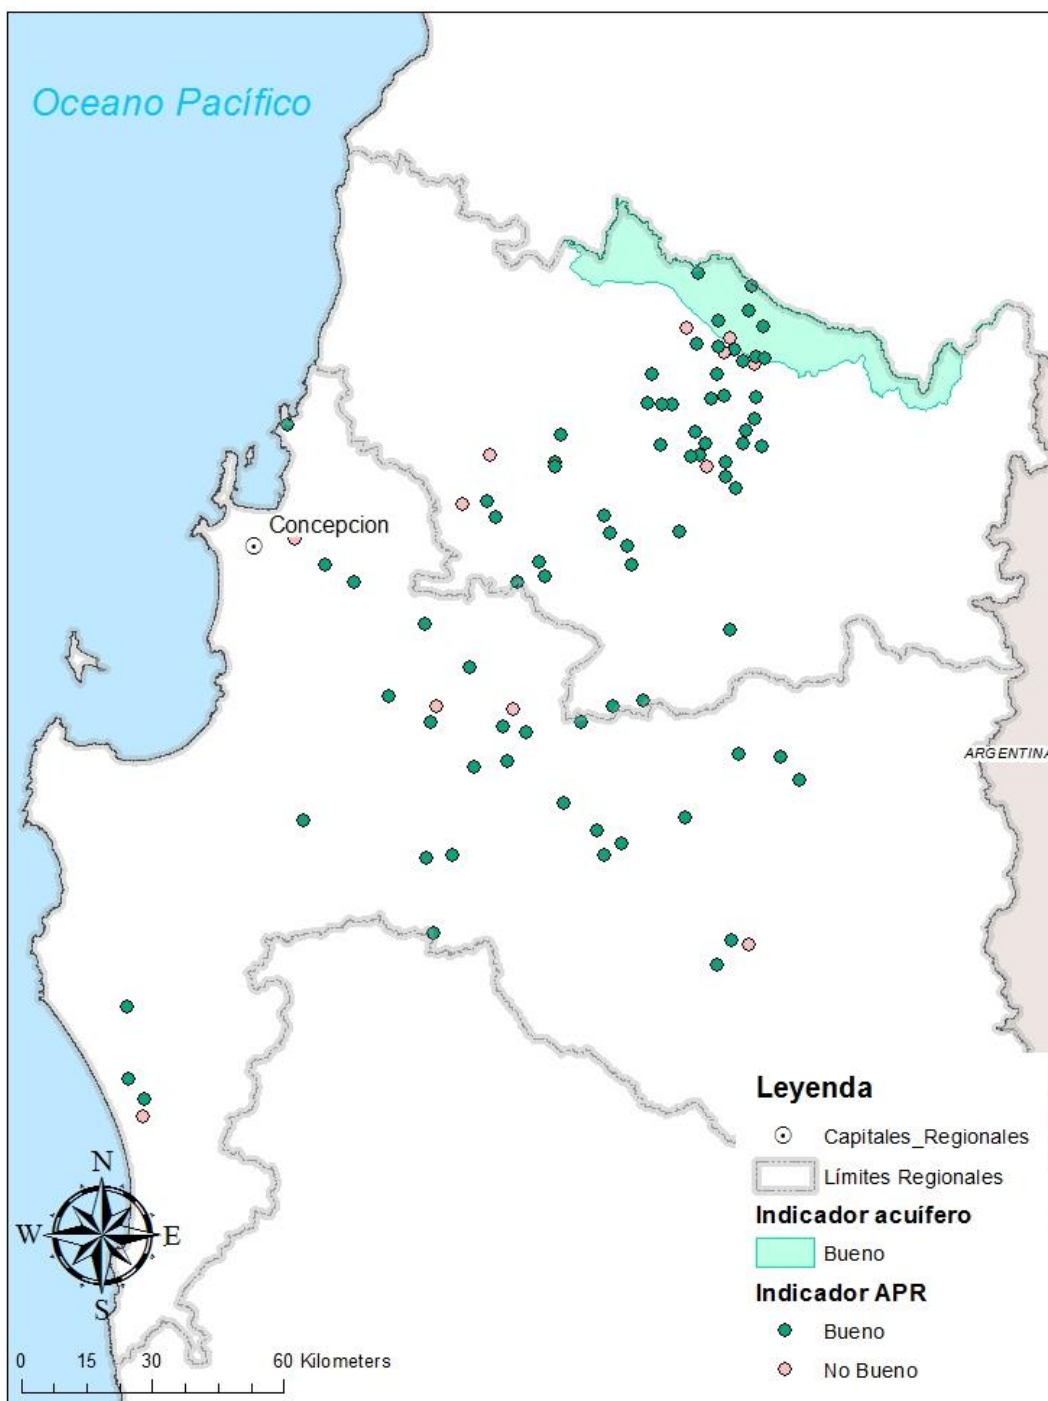 Oceano Pacífico
Concepcion
ARGENTINA
Leyenda
Capitales_Regionales
Límites Regionales
Indicador acuífero
Bueno
Indicador APR
Bueno
No Bueno
N
W E
S
0 15 30 60 Kilometers